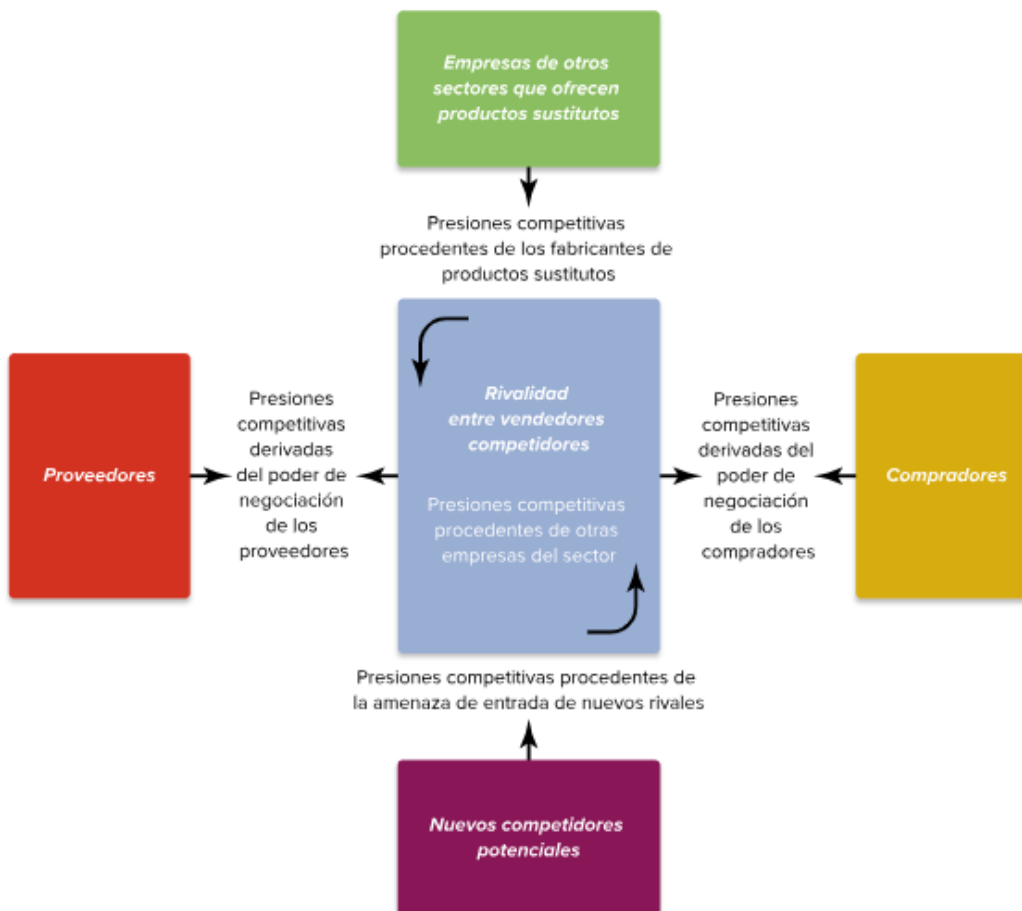 Empresas de otros
sectores que ofrecen
productos sustitutos
Presiones competitivas
procedentes de los fabricantes de
productos sustitutos
Proveedores
Presiones
competitivas
derivadas
del poder de
negociación
de los
proveedores
Rivalidad
entre vendedores
competidores
Presiones competitivas
procedentes de otras
empresas del sector
Presiones
competitivas
derivadas del
poder de
negociación
de los
compradores
Compradores
Presiones competitivas procedentes de
la amenaza de entrada de nuevos rivales
Nuevos competidores
potenciales